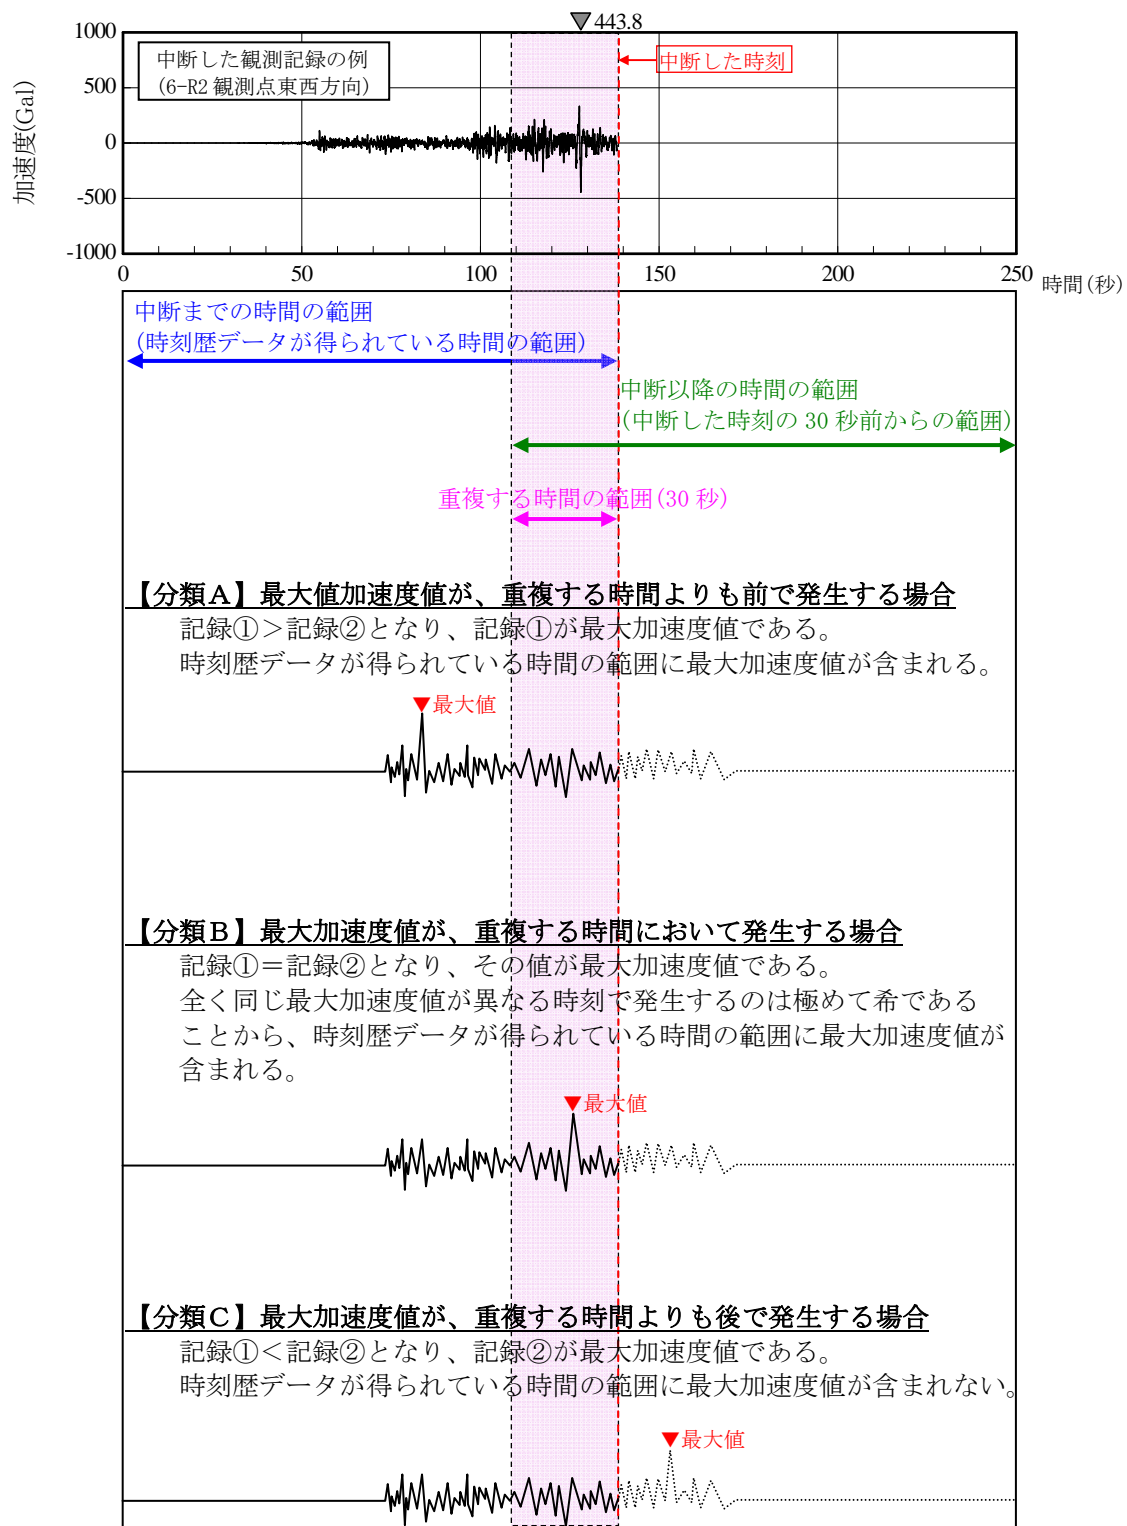 443.8
1000
500
0
-500
-1000
加速度(Gal)
中断した観測記録の例
(6-R2 観測点東西方向)
中断した時刻
0 50 100 150 200 250
時間(秒)
中断までの時間の範囲
(時刻歴データが得られている時間の範囲)
中断以降の時間の範囲
(中断した時刻の 30 秒前からの範囲)
重複する時間の範囲(30 秒)
【分類A】最大値加速度値が、重複する時間よりも前で発生する場合
記録①＞記録②となり、記録①が最大加速度値である。
時刻歴データが得られている時間の範囲に最大加速度値が含まれる。
最大値
【分類B】最大加速度値が、重複する時間において発生する場合
記録①＝記録②となり、その値が最大加速度値である。
全く同じ最大加速度値が異なる時刻で発生するのは極めて希である
ことから、時刻歴データが得られている時間の範囲に最大加速度値が
含まれる。
最大値
【分類C】最大加速度値が、重複する時間よりも後で発生する場合
記録①＜記録②となり、記録②が最大加速度値である。
時刻歴データが得られている時間の範囲に最大加速度値が含まれない。
最大値